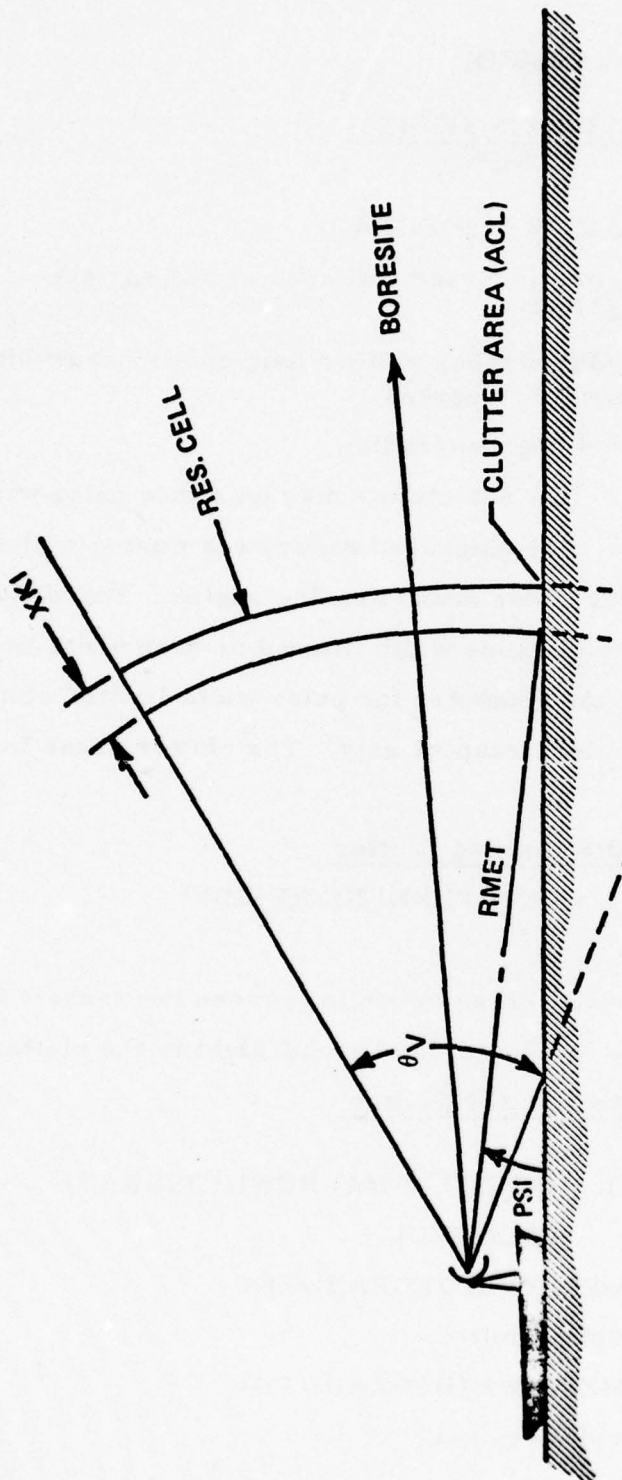 XKI
RES. CELL
BORESITE
CLUTTER AREA (ACL)
RMET
θV
PSI